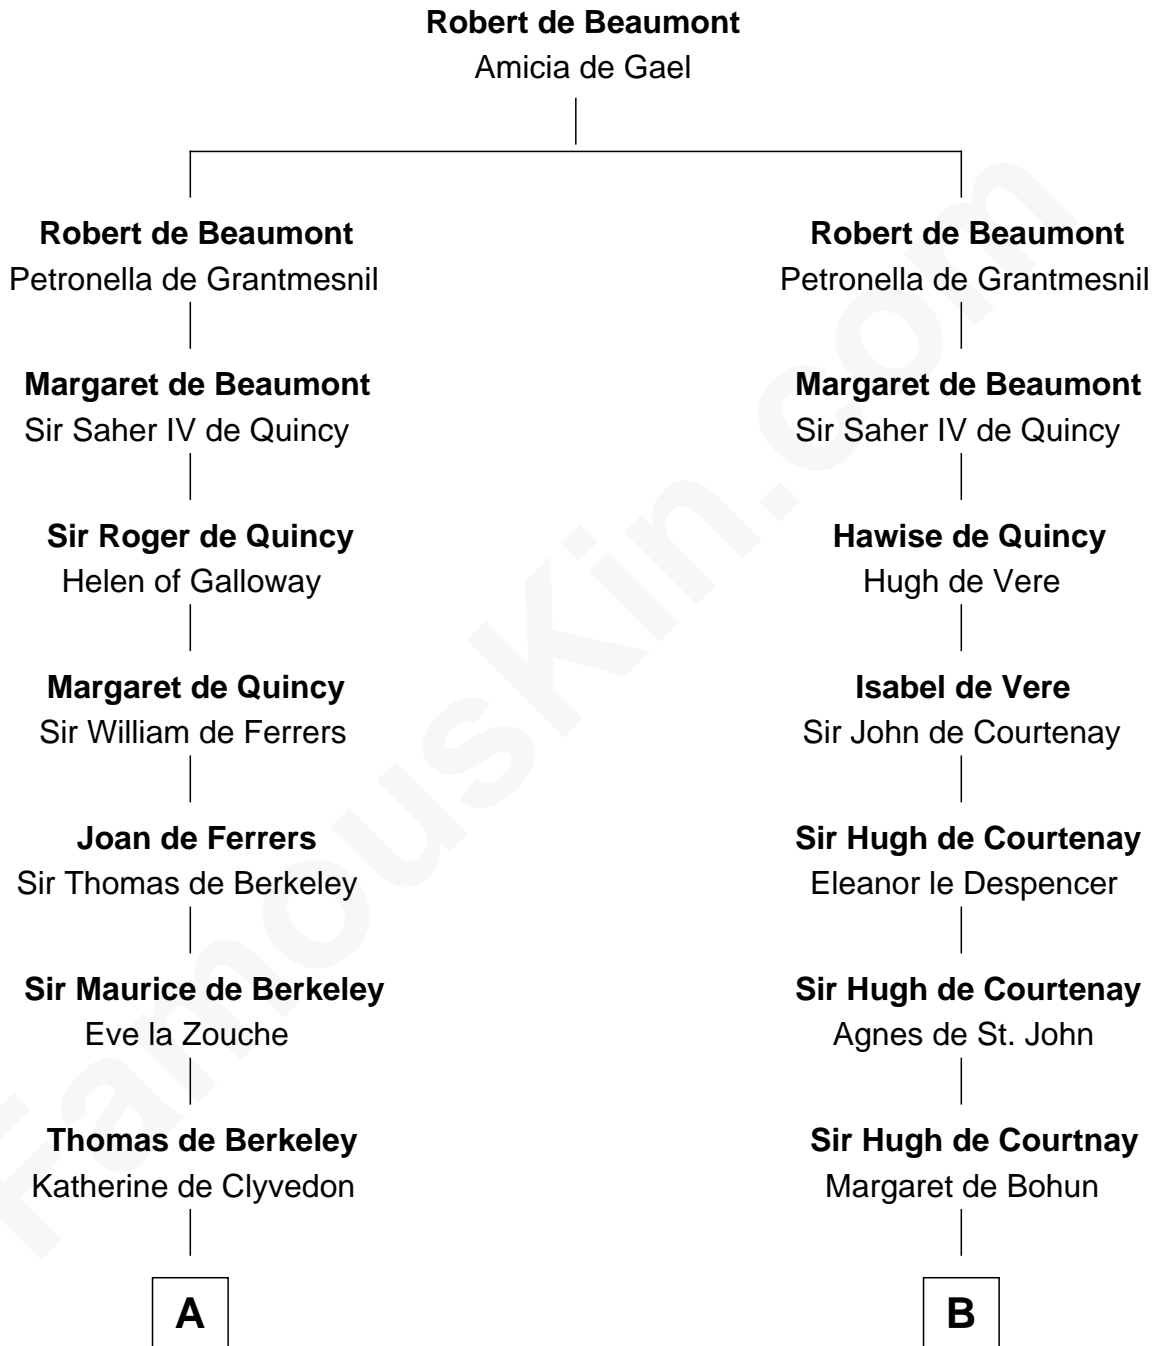 Robert de Beaumont
Amicia de Gael
Robert de Beaumont
Petronella de Grantmesnil
Robert de Beaumont
Petronella de Grantmesnil
Margaret de Beaumont
Sir Saher IV de Quincy
Margaret de Beaumont
Sir Saher IV de Quincy
Sir Roger de Quincy
Helen of Galloway
Hawise de Quincy
Hugh de Vere
Margaret de Quincy
Sir William de Ferrers
Isabel de Vere
Sir John de Courtenay
Joan de Ferrers
Sir Thomas de Berkeley
Sir Hugh de Courtenay
Eleanor le Despencer
Sir Maurice de Berkeley
Eve la Zouche
Sir Hugh de Courtenay
Agnes de St. John
Thomas de Berkeley
Katherine de Clyvedon
Sir Hugh de Courtnay
Margaret de Bohun
A
B
FamousKin.com